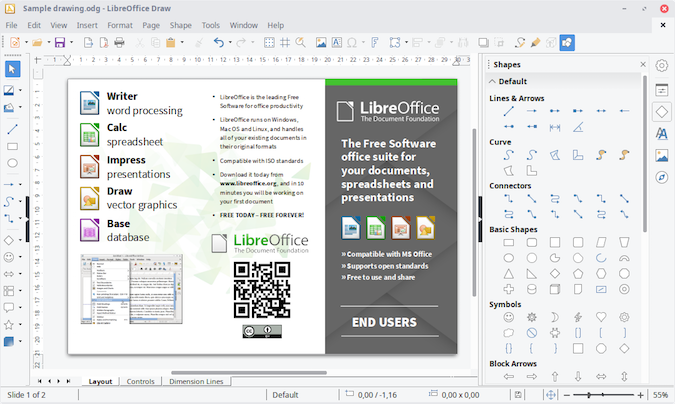 Sample drawing.odg - LibreOffice Draw
File Edit View Insert Format Page Shape Tools Window Help
Writer
word processing
Calc
spreadsheet
Impress
presentations
Draw
vector graphics
Base
database
• LibreOffice is the leading Free
Software for office productivity
• LibreOffice runs on Windows,
Mac OS and Linux, and handles
all of your existing documents in
their original formats
• Compatible with ISO standards
• Download it today from
www.libreoffice.org, and in 10
minutes you will be working on
your first document
• FREE TODAY - FREE FOREVER!
LibreOffice
The Document Foundation
LibreOffice
The Document Foundation
The Free Software
office suite for
your documents,
spreadsheets and
presentations
» Compatible with MS Office
» Supports open standards
» Free to use and share
END USERS
Shapes
Default
Lines & Arrows
Curve
Connectors
Basic Shapes
Symbols
Block Arrows
Layout Controls Dimension Lines
Slide 1 of 2 Default 0,00 / -1,16 0,00 x 0,00 55%